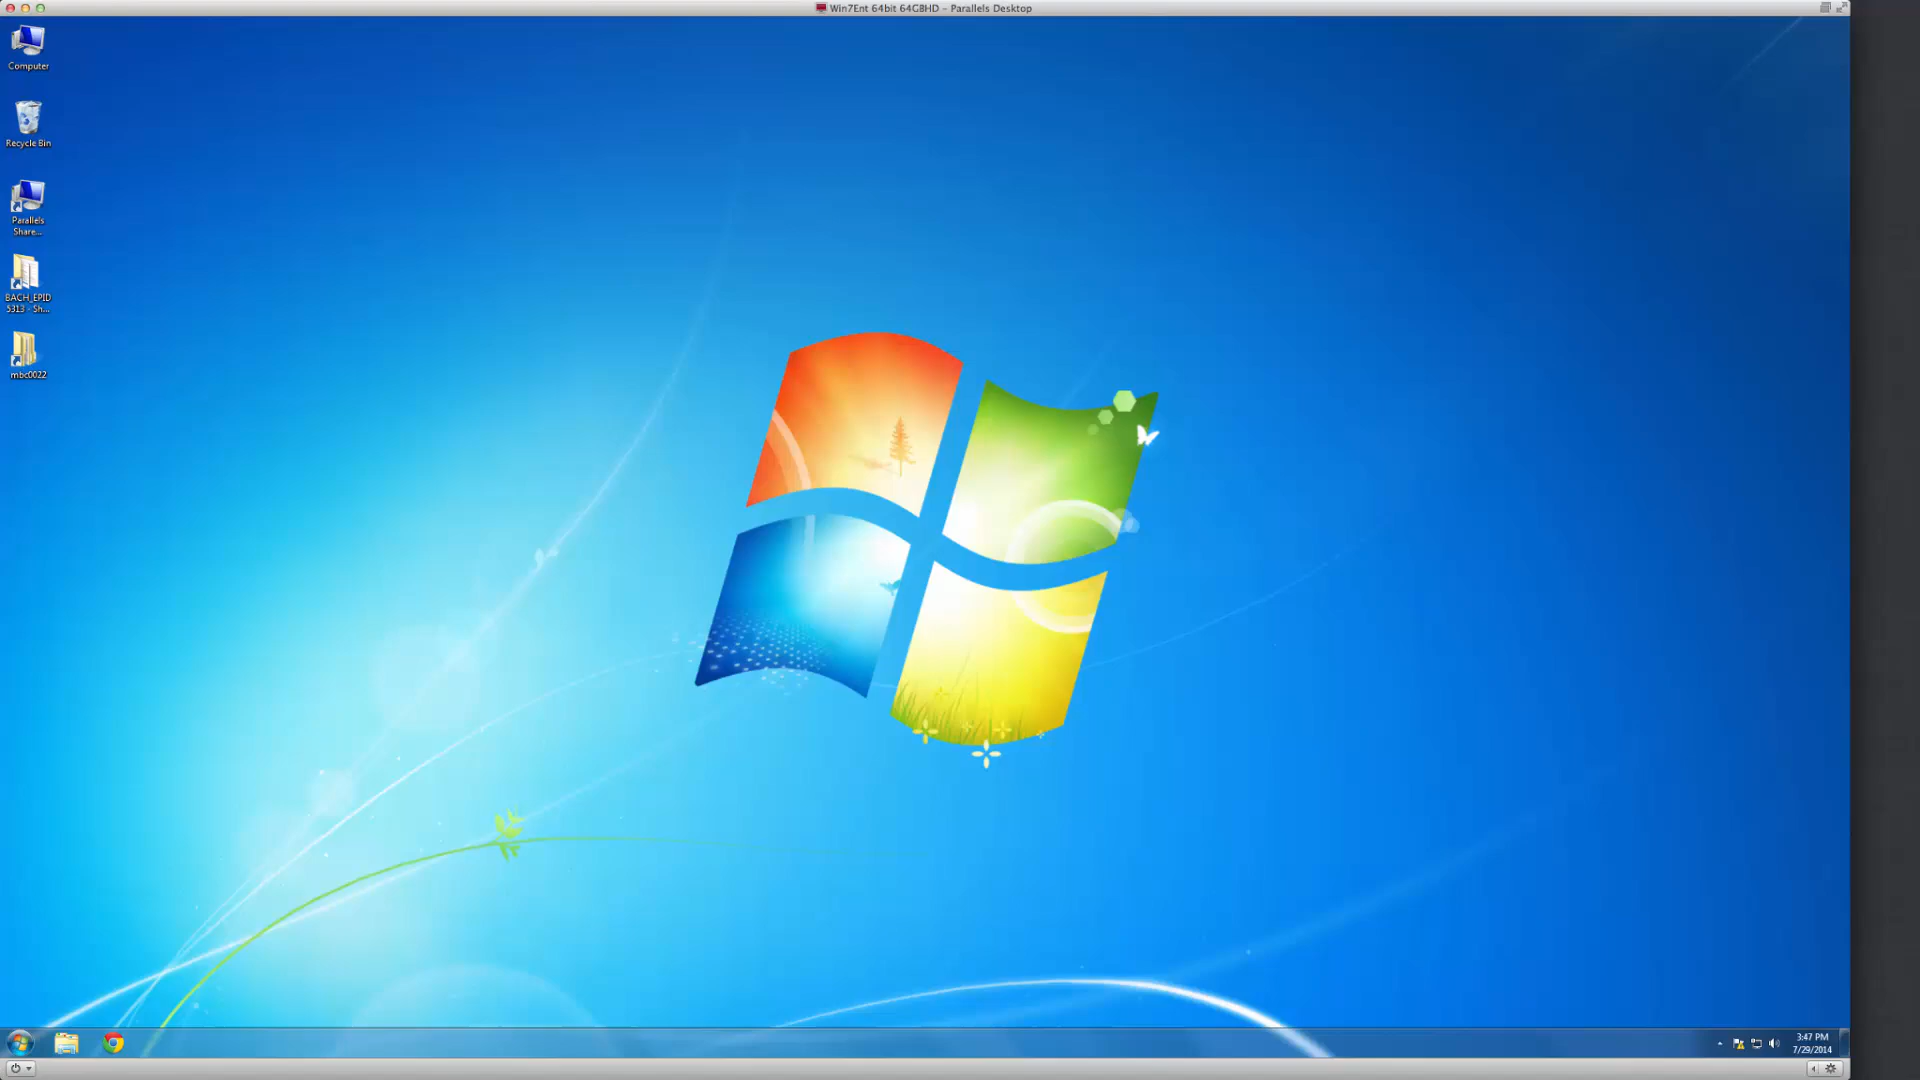 Win7Ent 64bit 64GBHD - Parallels Desktop
Computer
Recycle Bin
Parallels
Share...
BACH_EPID
5313 - Sh...
mbc0022
3:47 PM
7/29/2014